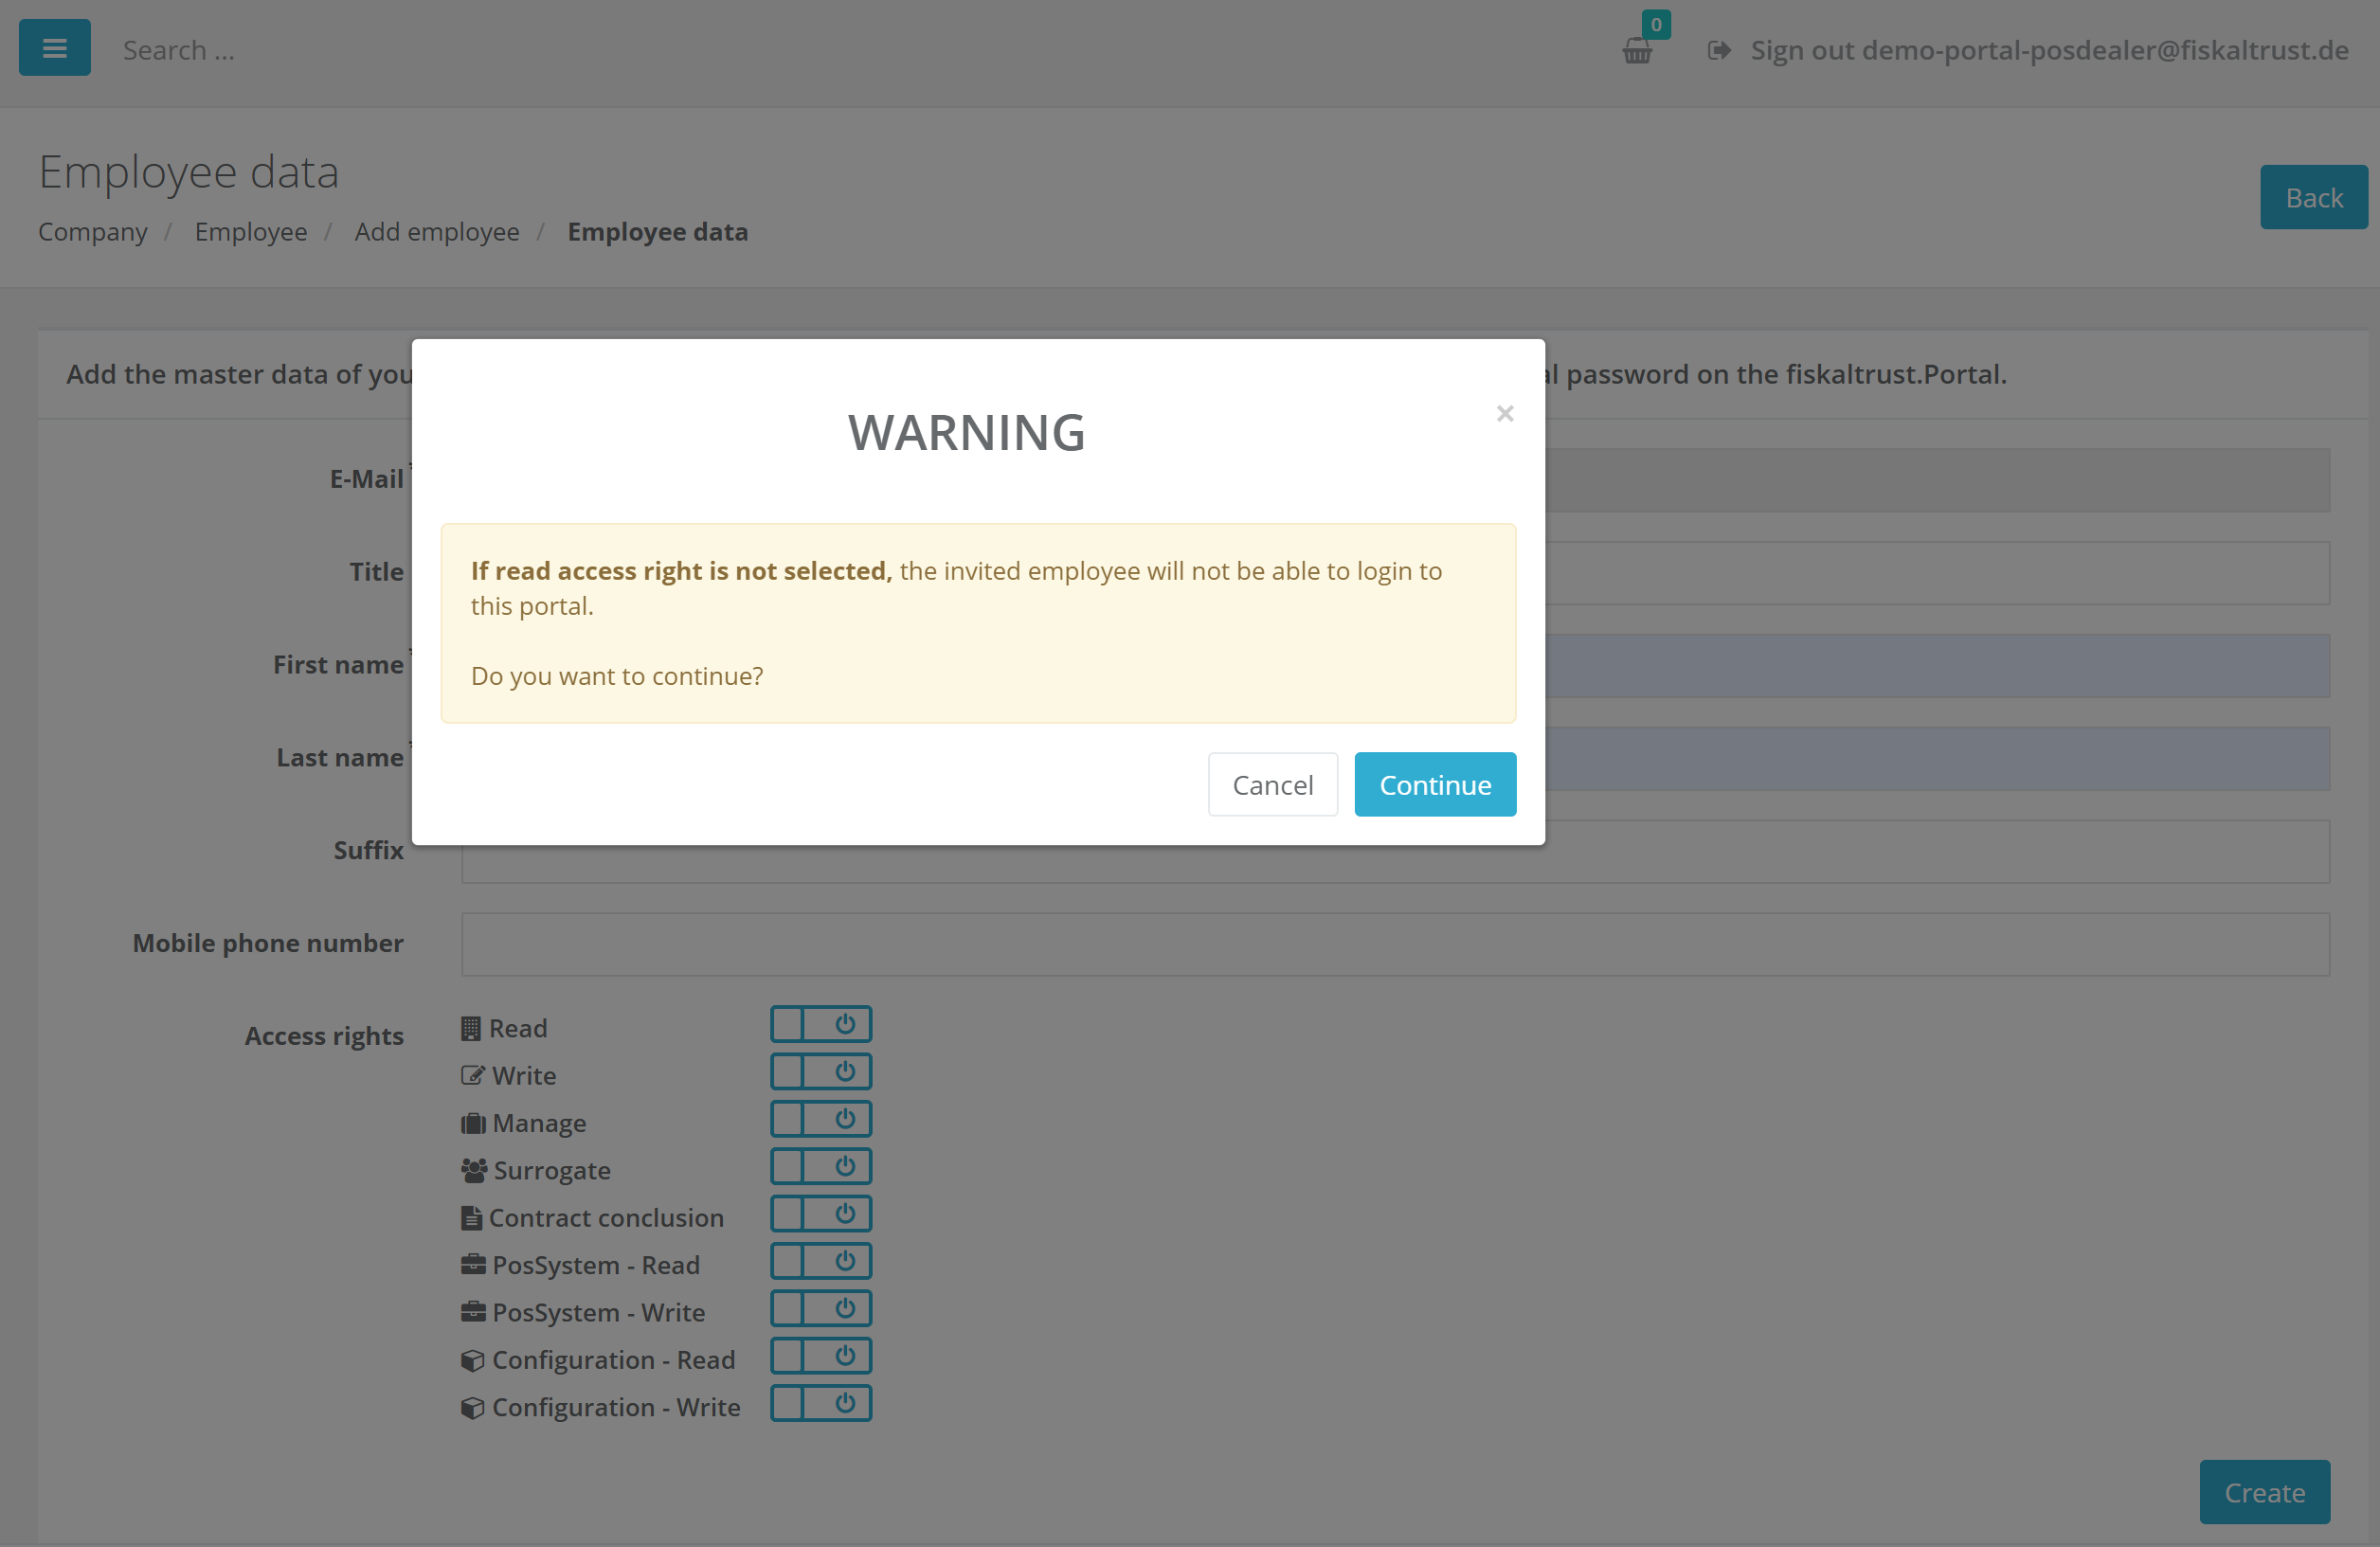 0
Search ...
Sign out demo-portal-posdealer@fiskaltrust.de
Employee data
Back
Company / Employee / Add employee / Employee data
Add the master data of you
al password on the fiskaltrust.Portal.
WARNING
×
If read access right is not selected, the invited employee will not be able to login to
this portal.
Do you want to continue?
Cancel
Continue
E-Mail *
Title
First name *
Last name *
Suffix
Mobile phone number
Access rights
Read
Write
Manage
Surrogate
Contract conclusion
PosSystem - Read
PosSystem - Write
Configuration - Read
Configuration - Write
Create